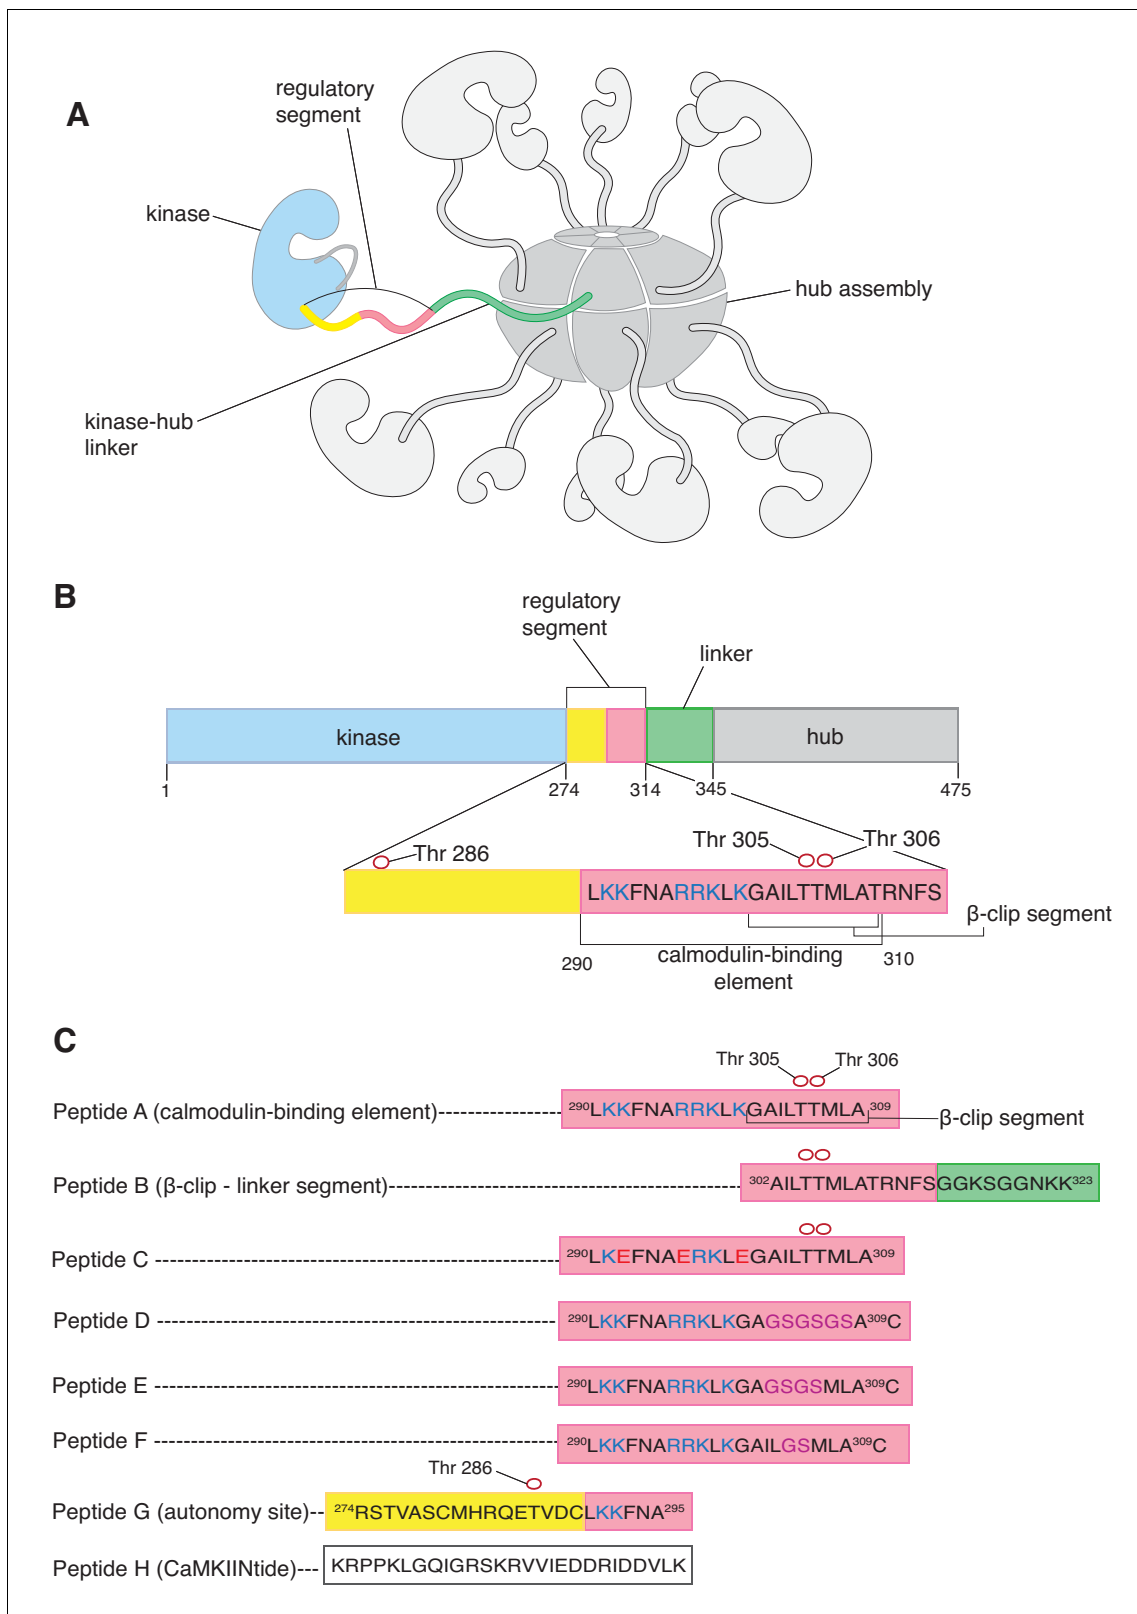 A
regulatory
segment
kinase
hub assembly
kinase-hub
linker
B
regulatory
segment
linker
kinase
hub
1
274
314
345
475
Thr 286
Thr 305
Thr 306
LKKFNARRKLKGAILTTMLATRNFS
β-clip segment
290
calmodulin-binding
element
310
C
Thr 305
Thr 306
Peptide A (calmodulin-binding element)
290LKKFNARRKLKGAILTTMLA309
β-clip segment
Peptide B (β-clip - linker segment)
302AILTTMLATRNFSGGKSGGNKK323
Peptide C
290LKEFNAERKLEGAILTTMLA309
Peptide D
290LKKFNARRKLKGAGSGSGSA309C
Peptide E
290LKKFNARRKLKGAGSGSMLA309C
Peptide F
290LKKFNARRKLKGAILGSMLA309C
Thr 286
Peptide G (autonomy site)
274RSTVASCMHRQETVDCLKKFNA295
Peptide H (CaMKIINtide)
KRPPKLGQIGRSKRVVIEDDRIDDVLK